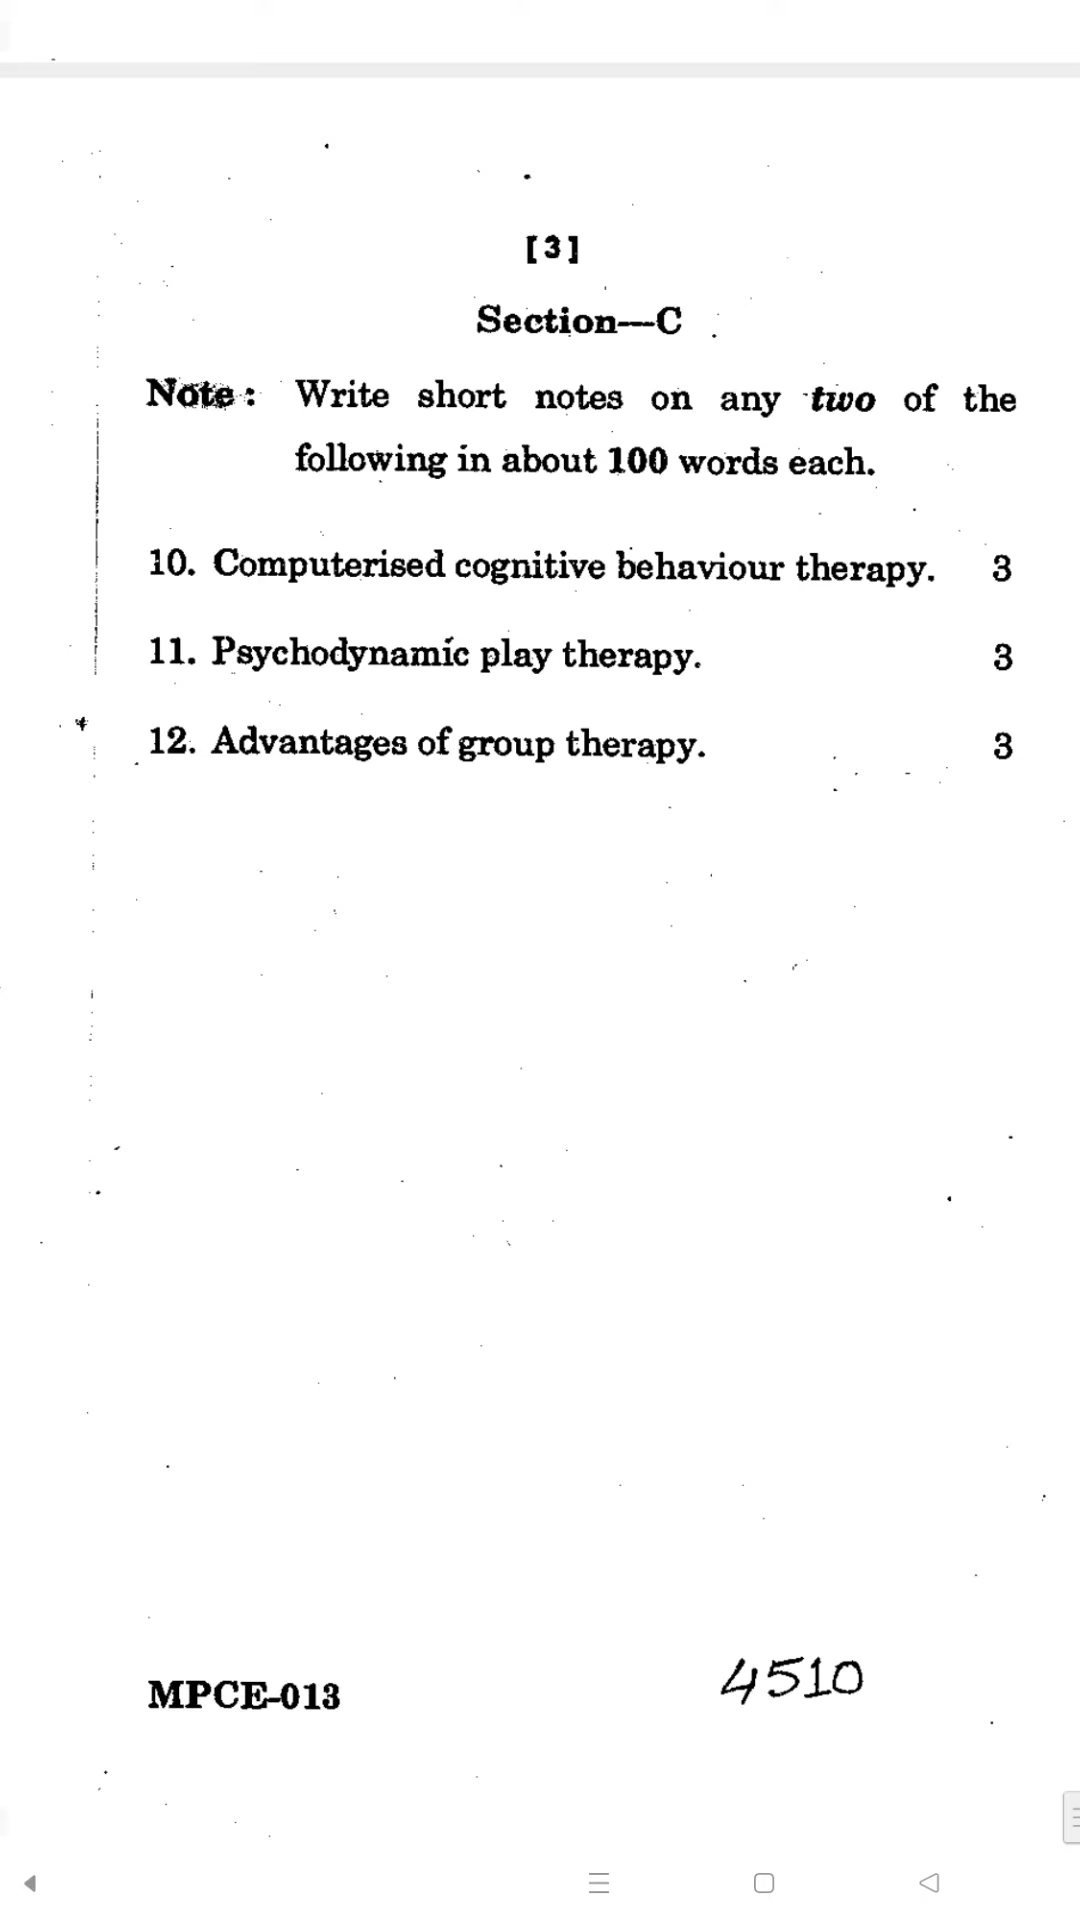 [3]
Section—C
Note : Write short notes on any two of the
following in about 100 words each.
10. Computerised cognitive behaviour therapy. 3
11. Psychodynamic play therapy. 3
12. Advantages of group therapy. 3
MPCE-013 4510